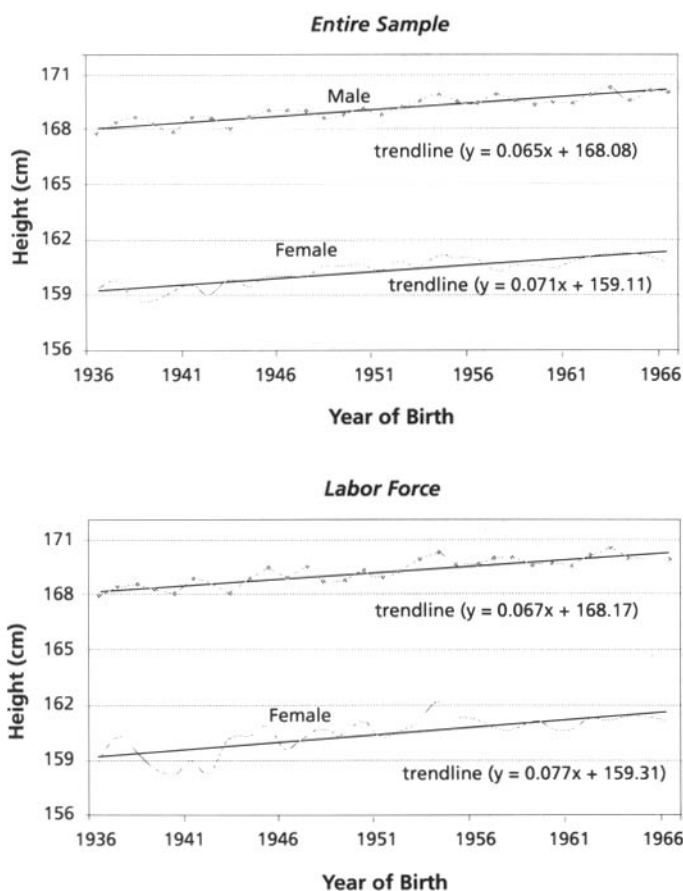 Entire Sample
171
Male
168
trendline (y = 0.065x + 168.08)
165
Height (cm)
162
Female
159
trendline (y = 0.071x + 159.11)
156
1936 1941 1946 1951 1956 1961 1966
Year of Birth
Labor Force
171
168
trendline (y = 0.067x + 168.17)
165
Height (cm)
162
Female
159
trendline (y = 0.077x + 159.31)
156
1936 1941 1946 1951 1956 1961 1966
Year of Birth